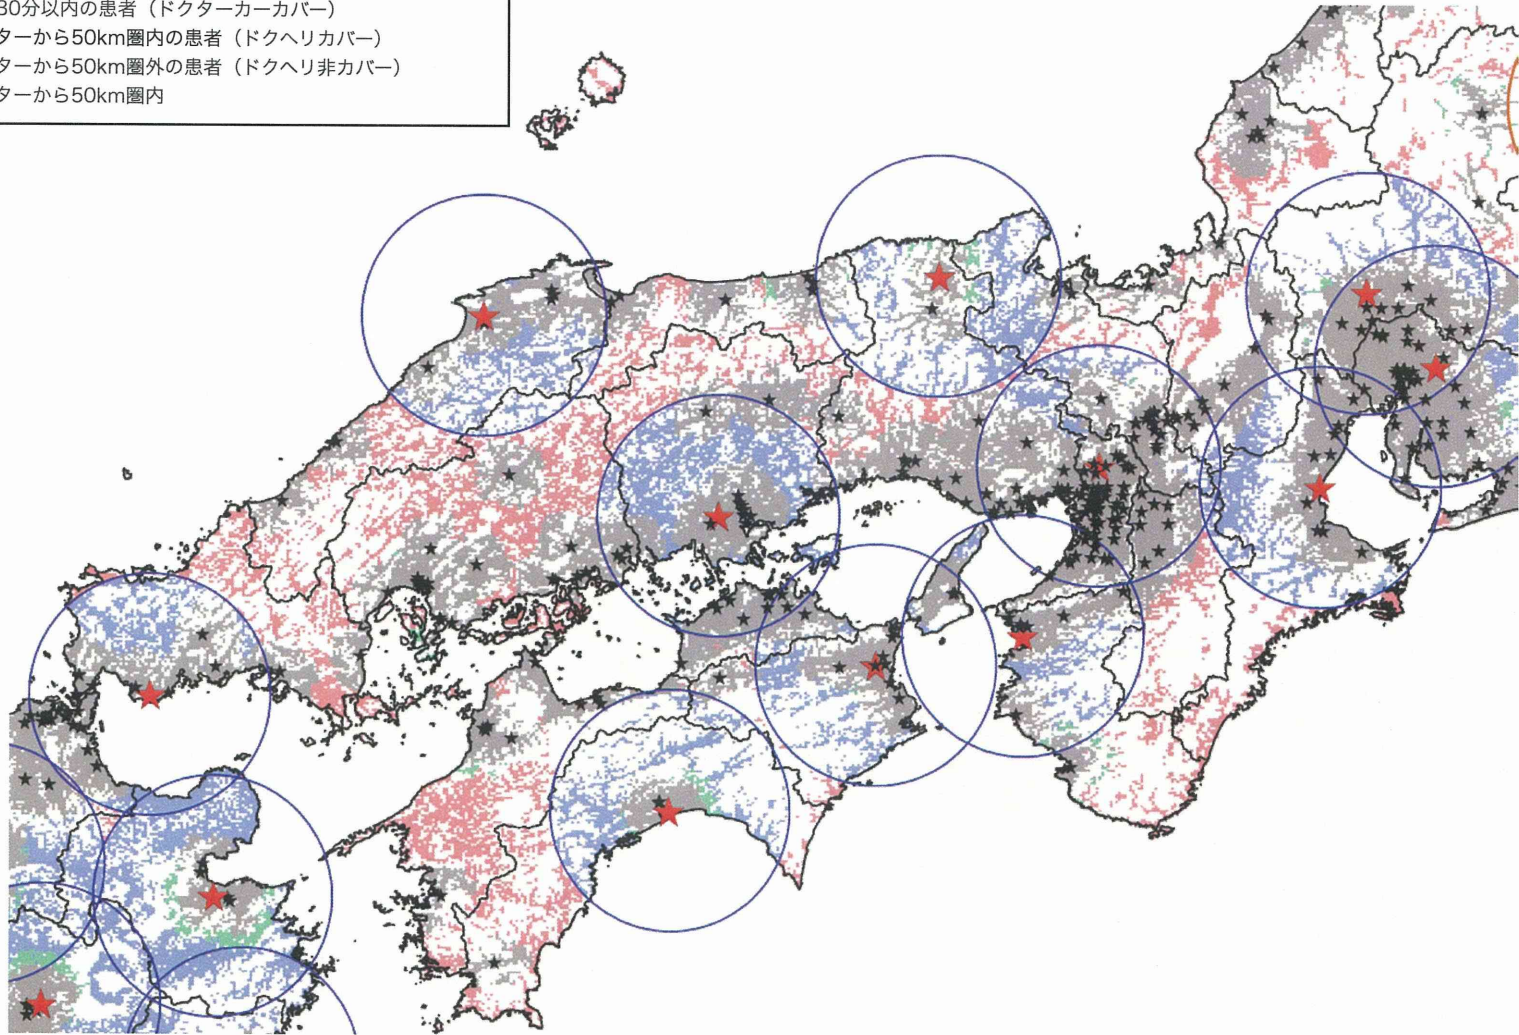 30分以内の患者（ドクターカーカバー）
ターから50km圏内の患者（ドクヘリカバー）
ターから50km圏外の患者（ドクヘリ非カバー）
ターから50km圏内